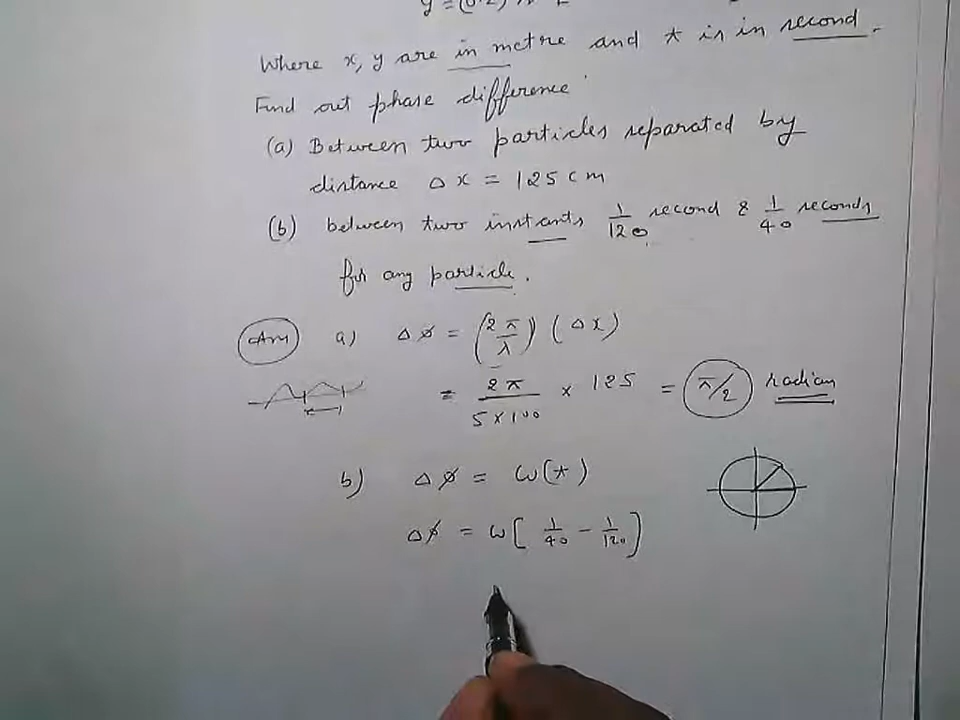 y = (0.2)
Where x, y are in metre and t is in second.
Find out phase difference
(a) Between two particles separated by
distance Δx = 125 cm
(b) between two instants 1/120 second & 1/40 seconds
for any particle.
Ans a) Δφ = (2π/λ) (Δx)
= 2π/(5×100) × 125 = π/2 radian
b) Δφ = ω(t)
Δφ = ω[1/40 - 1/120]